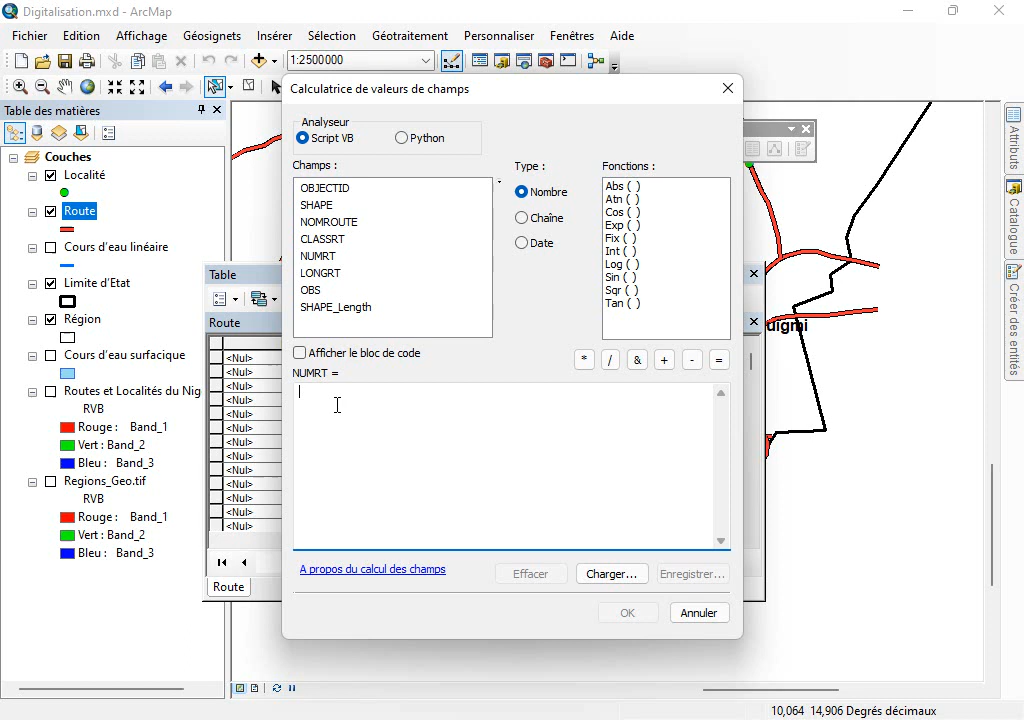 Digitalisation.mxd - ArcMap
Fichier Edition Affichage Géosignets Insérer Sélection Géotraitement Personnaliser Fenêtres Aide
1:2500000
Table des matières
Couches
Localité
Route
Cours d'eau linéaire
Limite d'Etat
Région
Cours d'eau surfacique
Routes et Localités du Nig
RVB
Rouge : Band_1
Vert : Band_2
Bleu : Band_3
Regions_Geo.tif
RVB
Rouge : Band_1
Vert : Band_2
Bleu : Band_3
Table
Route
<Nul>
<Nul>
<Nul>
<Nul>
<Nul>
<Nul>
<Nul>
<Nul>
<Nul>
<Nul>
<Nul>
<Nul>
<Nul>
Route
Calculatrice de valeurs de champs
Analyseur
Script VB Python
Champs :
OBJECTID
SHAPE
NOMROUTE
CLASSRT
NUMRT
LONGRT
OBS
SHAPE_Length
Type :
Nombre
Chaîne
Date
Fonctions :
Abs ( )
Atn ( )
Cos ( )
Exp ( )
Fix ( )
Int ( )
Log ( )
Sin ( )
Sqr ( )
Tan ( )
Afficher le bloc de code
* / & + - =
NUMRT =
A propos du calcul des champs
Effacer Charger... Enregistrer...
OK Annuler
Attributs
Catalogue
Créer des entités
10,064 14,906 Degrés décimaux